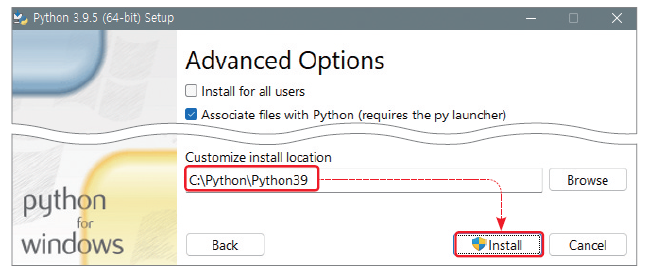 Python 3.9.5 (64-bit) Setup
Advanced Options
Install for all users
Associate files with Python (requires the py launcher)
Customize install location
C:\Python\Python39
Browse
python
for
windows
Back
Install
Cancel